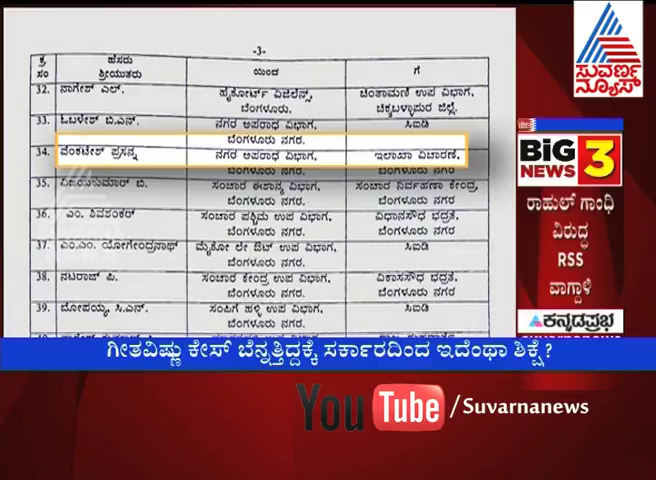 -3-
ಕ್ರ ಸಂ ಹೆಸರು ಶ್ರೀಯುತರು ಯಿಂದ ಗೆ
32. ನಾಗೇಶ್ ಎಲ್. ಹೈಕೋರ್ಟ್ ವಿಜಿಲೆನ್ಸ್, ಚಿಂತಾಮಣಿ ಉಪ ವಿಭಾಗ,
ಬೆಂಗಳೂರು. ಚಿಕ್ಕಬಳ್ಳಾಪುರ ಜಿಲ್ಲೆ.
33. ಓಬಳೇಶ್ ಬಿ.ಎನ್. ನಗರ ಅಪರಾಧ ವಿಭಾಗ, ಸಿಐಡಿ
ಬೆಂಗಳೂರು ನಗರ.
34. ವೆಂಕಟೇಶ್ ಪ್ರಸನ್ನ ನಗರ ಅಪರಾಧ ವಿಭಾಗ, ಇಲಾಖಾ ವಿಚಾರಣೆ,
ಬೆಂಗಳೂರು ನಗರ ಬೆಂಗಳೂರು ನಗರ
35. ವಿಜಯಕುಮಾರ್ ಬಿ. ಸಂಚಾರ ಈಶಾನ್ಯ ವಿಭಾಗ, ಸಂಚಾರ ನಿರ್ವಹಣಾ ಕೇಂದ್ರ,
ಬೆಂಗಳೂರು ನಗರ. ಬೆಂಗಳೂರು ನಗರ
36. ಎಂ. ಶಿವಶಂಕರ್ ಸಂಚಾರ ಪಶ್ಚಿಮ ಉಪ ವಿಭಾಗ, ವಿಧಾನಸೌಧ ಭದ್ರತೆ,
ಬೆಂಗಳೂರು ನಗರ. ಬೆಂಗಳೂರು ನಗರ
37. ಎಂ.ಎಂ. ಯೋಗೇಂದ್ರನಾಥ್ ಮೈಕೋ ಲೇ ಔಟ್ ಉಪ ವಿಭಾಗ, ಸಿಐಡಿ
ಬೆಂಗಳೂರು ನಗರ.
38. ನಟರಾಜ್ ಪಿ. ಸಂಚಾರ ಕೇಂದ್ರ ಉಪ ವಿಭಾಗ, ವಿಕಾಸಸೌಧ ಭದ್ರತೆ,
ಬೆಂಗಳೂರು ನಗರ. ಬೆಂಗಳೂರು ನಗರ
39. ಬೋಪಯ್ಯ ಸಿ.ಎನ್. ಸಂಪಿಗೆ ಹಳ್ಳಿ ಉಪ ವಿಭಾಗ, ಸಿಐಡಿ
ಬೆಂಗಳೂರು ನಗರ.
ಸುವರ್ಣ
ನ್ಯೂಸ್
BIG 3
NEWS
ರಾಹುಲ್ ಗಾಂಧಿ
ವಿರುದ್ಧ
RSS
ವಾಗ್ದಾಳಿ
ಕನ್ನಡಪ್ರಭ
ಗೀತವಿಷ್ಣು ಕೇಸ್ ಬೆನ್ನತ್ತಿದ್ದಕ್ಕೆ ಸರ್ಕಾರದಿಂದ ಇದೆಂಥಾ ಶಿಕ್ಷೆ?
YouTube /Suvarnanews